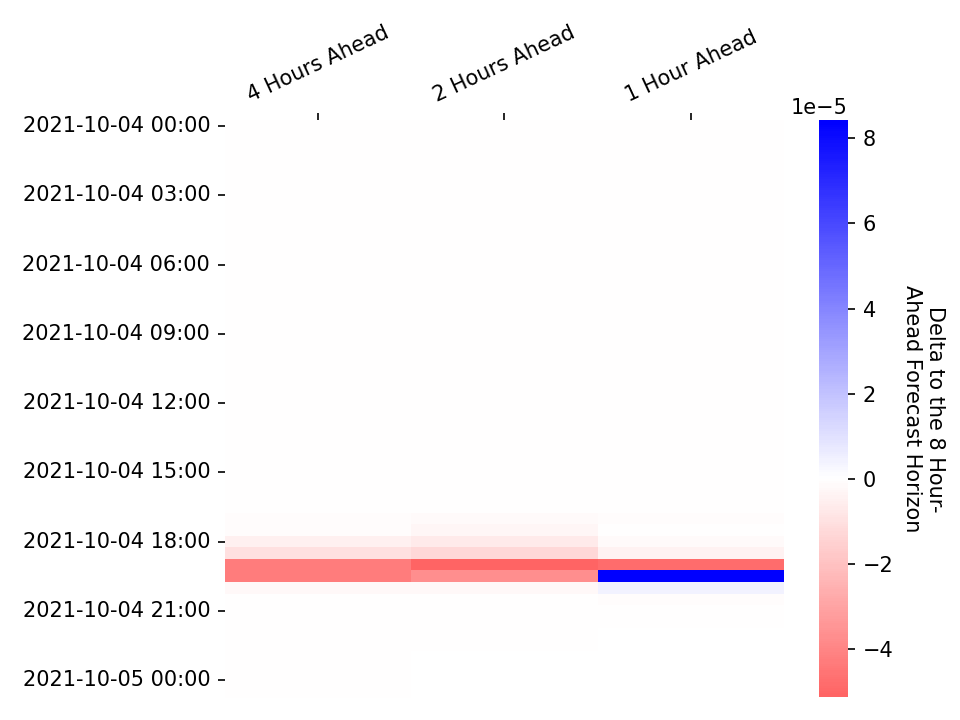 4 Hours Ahead
2 Hours Ahead
1 Hour Ahead
2021-10-04 00:00
2021-10-04 03:00
2021-10-04 06:00
2021-10-04 09:00
2021-10-04 12:00
2021-10-04 15:00
2021-10-04 18:00
2021-10-04 21:00
2021-10-05 00:00
1e−5
8
6
4
2
0
−2
−4
Delta to the 8 Hour-
Ahead Forecast Horizon